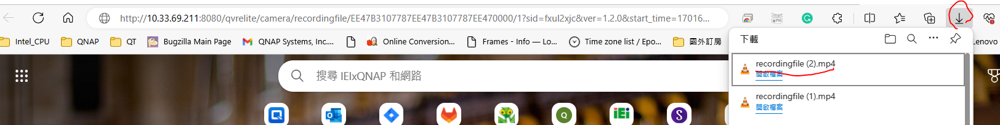 http://10.33.69.211:8080/qvrelite/camera/recordingfile/EE47B3107787EE47B3107787EE470000/1?sid=fxul2xjc&ver=1.2.0&start_time=17016...
Intel_CPU QNAP QT Bugzilla Main Page QNAP Systems, Inc.... Online Conversion... Frames - Info — Lo... Time zone list / Epo... 國外訂房 Lenovo
下載
recordingfile (2).mp4
開啟檔案
recordingfile (1).mp4
開啟檔案
搜尋 IEIxQNAP 和網路
Q iEi S